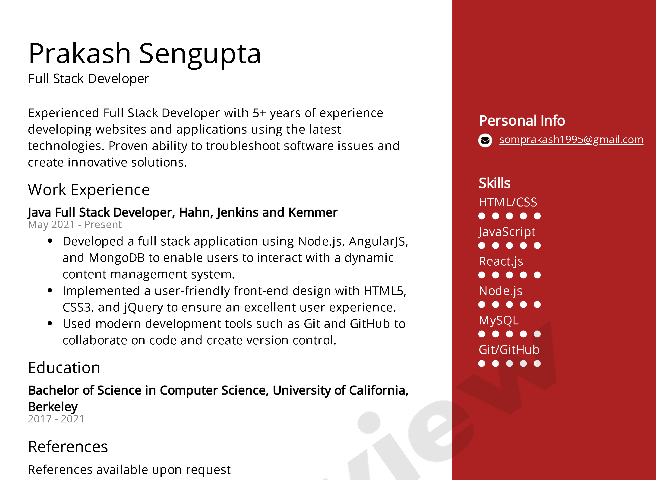 Prakash Sengupta
Full Stack Developer
Experienced Full Stack Developer with 5+ years of experience
developing websites and applications using the latest
technologies. Proven ability to troubleshoot software issues and
create innovative solutions.
Work Experience
Java Full Stack Developer, Hahn, Jenkins and Kemmer
May 2021 - Present
• Developed a full stack application using Node.js, AngularJS,
and MongoDB to enable users to interact with a dynamic
content management system.
• Implemented a user-friendly front-end design with HTML5,
CSS3, and jQuery to ensure an excellent user experience.
• Used modern development tools such as Git and GitHub to
collaborate on code and create version control.
Education
Bachelor of Science in Computer Science, University of California,
Berkeley
2017 - 2021
References
References available upon request
Personal Info
somprakash1995@gmail.com
Skills
HTML/CSS
JavaScript
React.js
Node.js
MySQL
Git/GitHub
view